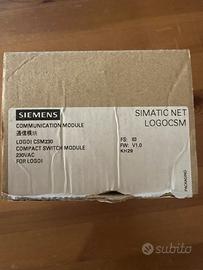 SIEMENS
COMMUNICATION MODULE
通信模块
LOGO! CSM230
COMPACT SWITCH MODULE
230VAC
FOR LOGO!
SIMATIC NET
LOGOCSM
FS: 03
FW: V1.0
KH29
PACKAGING
subito